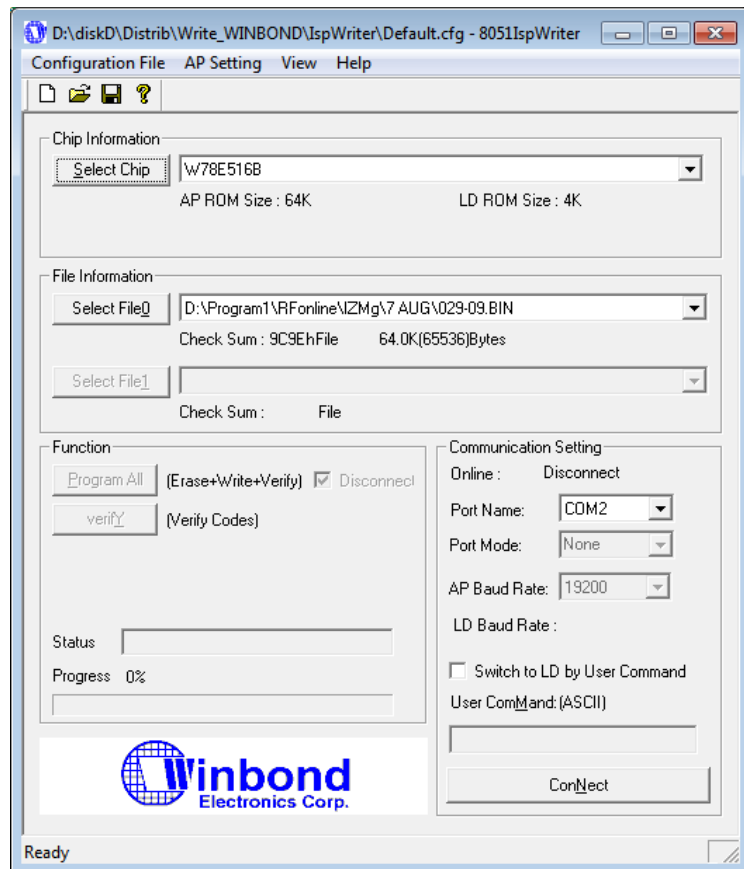 D:\diskD\Distrib\Write_WINBOND\IspWriter\Default.cfg - 8051IspWriter
Configuration File AP Setting View Help
Chip Information
Select Chip W78E516B
AP ROM Size : 64K LD ROM Size : 4K
File Information
Select File0 D:\Program1\RFonline\IZMg\7 AUG\029-09.BIN
Check Sum : 9C9EhFile 64.0K(65536)Bytes
Select File1
Check Sum : File
Function
Program All (Erase+Write+Verify) Disconnect
verifY (Verify Codes)
Status
Progress 0%
Winbond
Electronics Corp.
Communication Setting
Online : Disconnect
Port Name: COM2
Port Mode: None
AP Baud Rate: 19200
LD Baud Rate :
Switch to LD by User Command
User ComMand:(ASCII)
ConNect
Ready